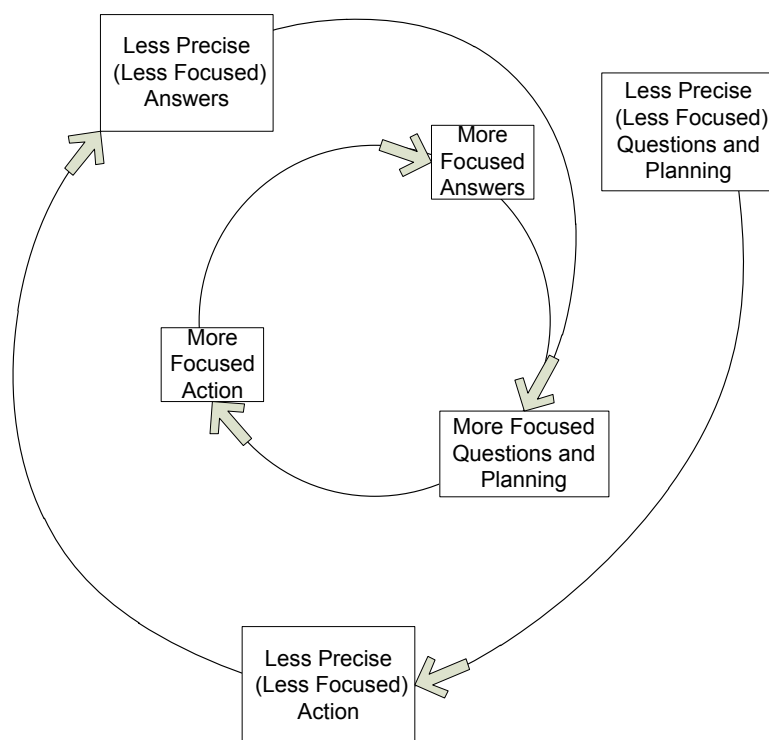 Less Precise
(Less Focused)
Answers
Less Precise
(Less Focused)
Questions and
Planning
More
Focused
Answers
More
Focused
Action
More Focused
Questions and
Planning
Less Precise
(Less Focused)
Action